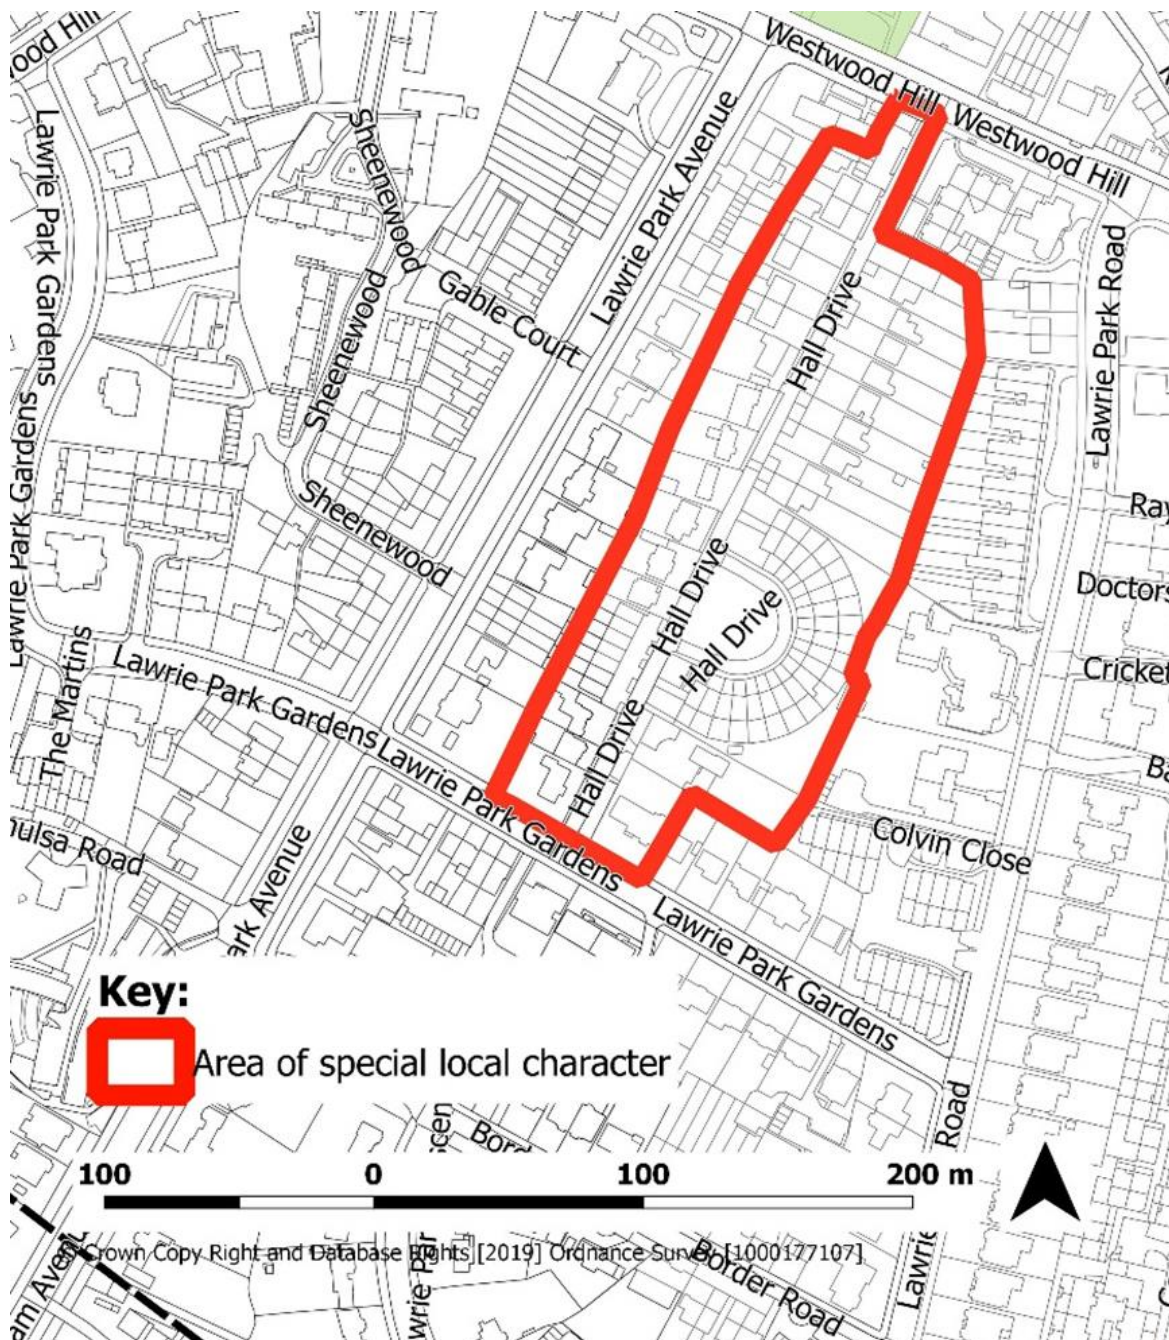 Westwood Hill
Westwood Hill
Lawrie Park Gardens
Sheenewood
Lawrie Park Avenue
Gable Court
Hall Drive
Lawrie Park Road
Sheenewood
Lawrie Park Gardens
Sheenewood
Hall Drive
Hall Drive
Doctors
Cricket
The Martins
Lawrie Park Gardens
Lawrie Park Gardens
Hall Drive
Colvin Close
hulsa Road
ark Avenue
Lawrie Park Gardens
Key:
Area of special local character
Road
100 0 100 200 m
Crown Copy Right and Database Rights [2019] Ordnance Survey [1000177107]
Border Road